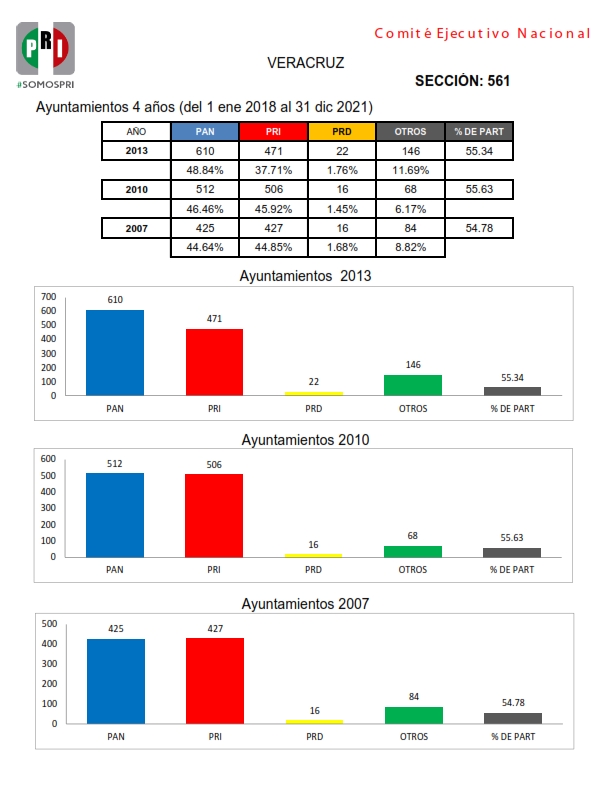 Comité Ejecutivo Nacional
PRI
#SOMOSPRI
VERACRUZ
SECCIÓN: 561
Ayuntamientos 4 años (del 1 ene 2018 al 31 dic 2021)
AÑO PAN PRI PRD OTROS % DE PART
2013 610 471 22 146 55.34
48.84% 37.71% 1.76% 11.69%
2010 512 506 16 68 55.63
46.46% 45.92% 1.45% 6.17%
2007 425 427 16 84 54.78
44.64% 44.85% 1.68% 8.82%
Ayuntamientos 2013
700
600
500
400
300
200
100
0
610 471 22 146 55.34
PAN PRI PRD OTROS % DE PART
Ayuntamientos 2010
600
500
400
300
200
100
0
512 506 16 68 55.63
PAN PRI PRD OTROS % DE PART
Ayuntamientos 2007
500
400
300
200
100
0
425 427 16 84 54.78
PAN PRI PRD OTROS % DE PART